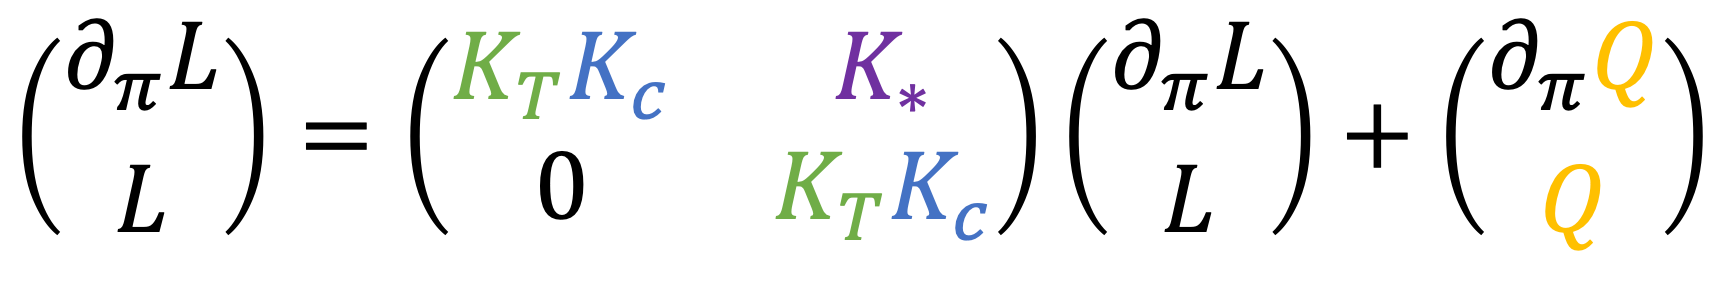 (∂_π L) = (K_T K_c K_*) (∂_π L) + (∂_π Q)
(L) (0 K_T K_c) (L) (Q)